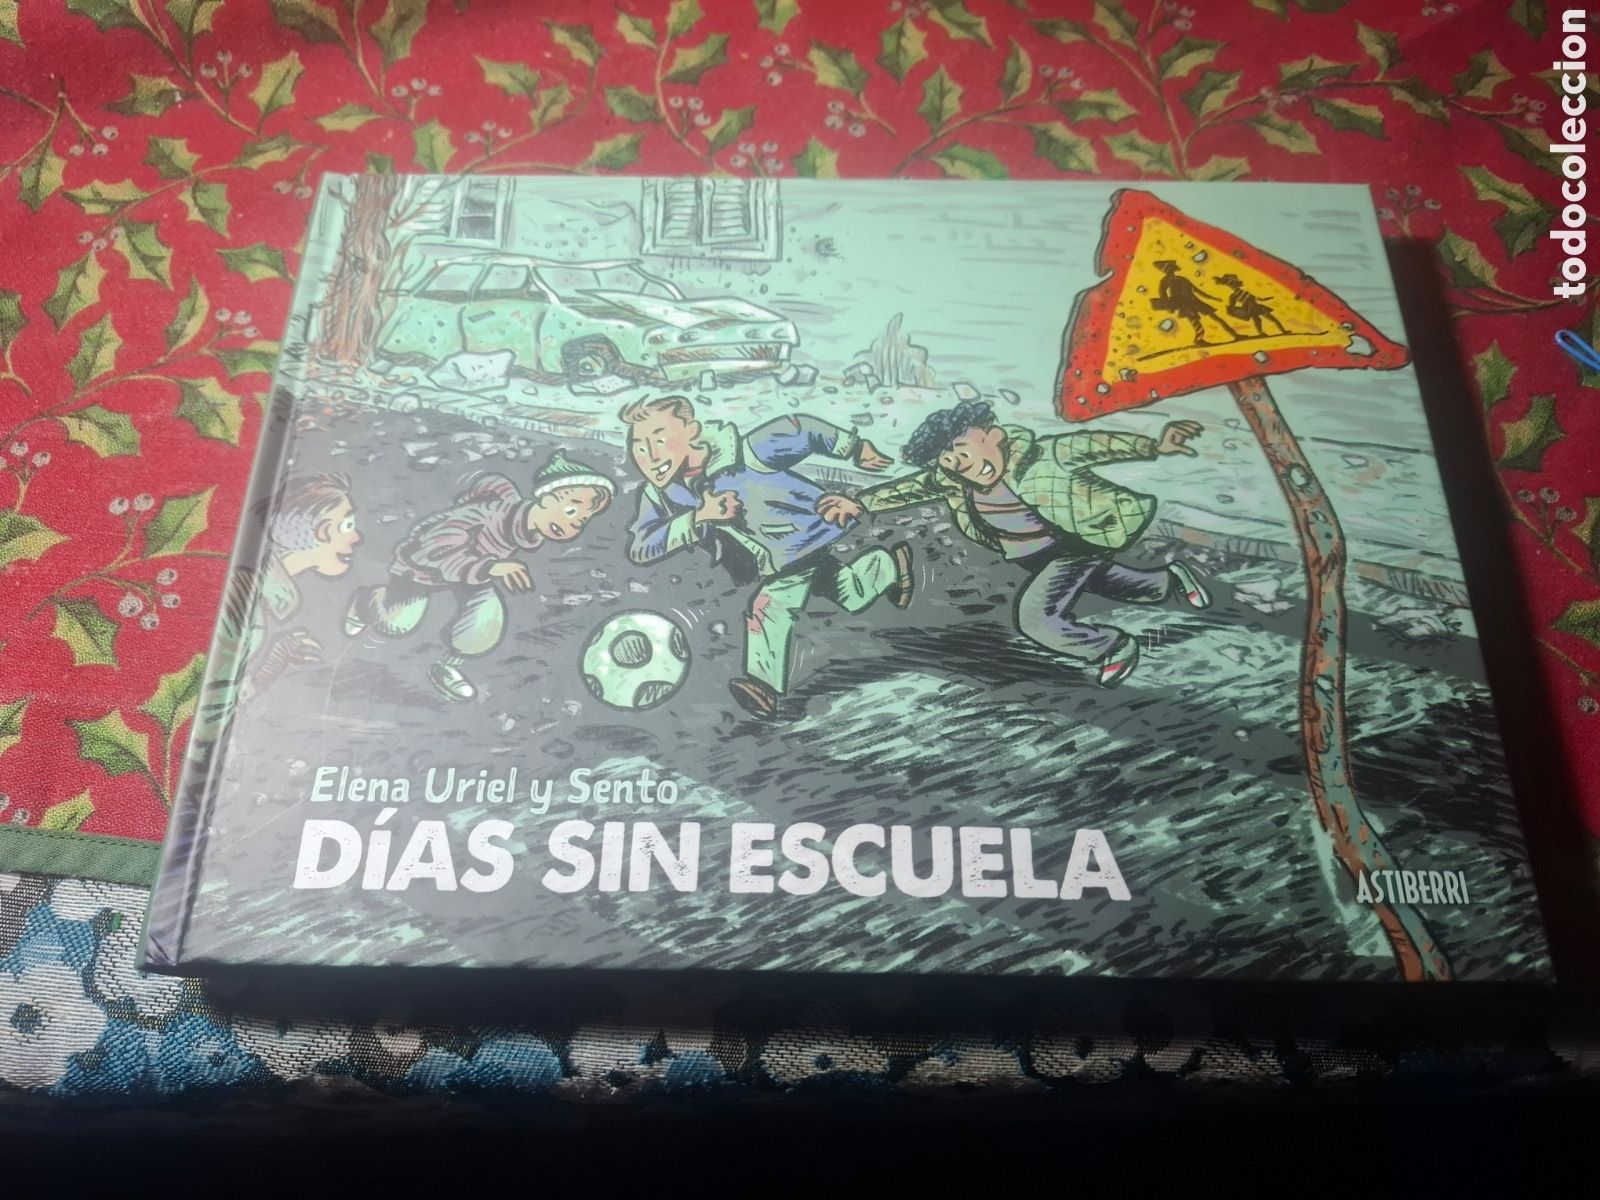 todocoleccion
Elena Uriel y Sento
DÍAS SIN ESCUELA
ASTIBERRI